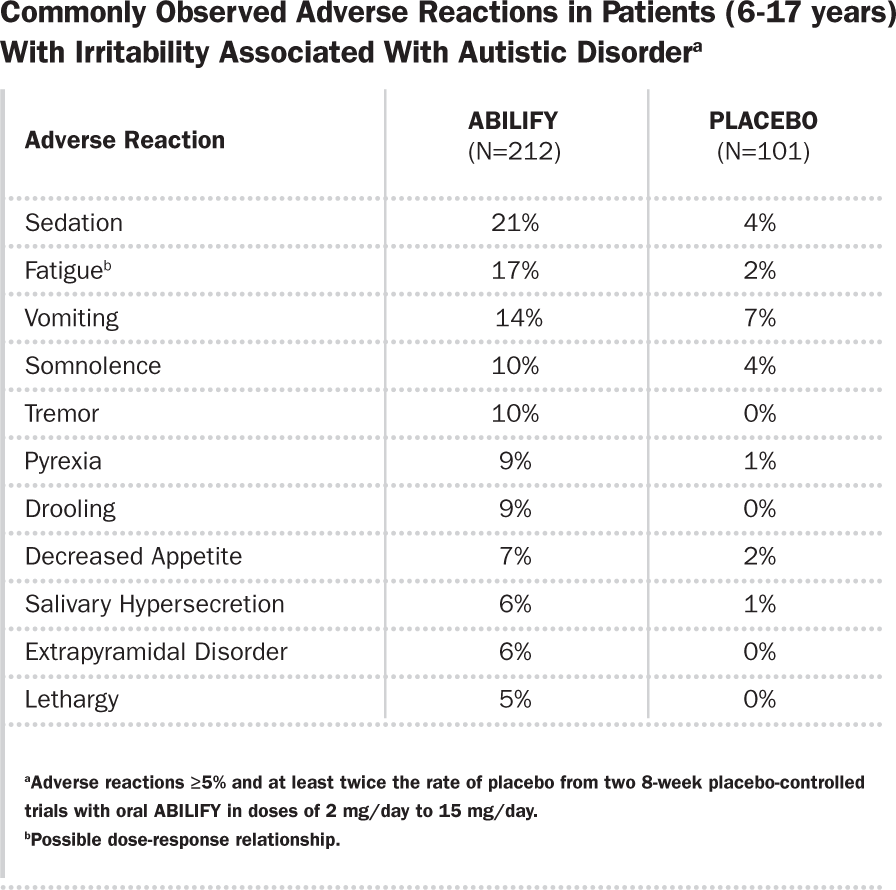 Commonly Observed Adverse Reactions in Patients (6-17 years)
With Irritability Associated With Autistic Disorderᵃ
Adverse Reaction ABILIFY (N=212) PLACEBO (N=101)
Sedation 21% 4%
Fatigueᵇ 17% 2%
Vomiting 14% 7%
Somnolence 10% 4%
Tremor 10% 0%
Pyrexia 9% 1%
Drooling 9% 0%
Decreased Appetite 7% 2%
Salivary Hypersecretion 6% 1%
Extrapyramidal Disorder 6% 0%
Lethargy 5% 0%
ᵃAdverse reactions ≥5% and at least twice the rate of placebo from two 8-week placebo-controlled
trials with oral ABILIFY in doses of 2 mg/day to 15 mg/day.
ᵇPossible dose-response relationship.